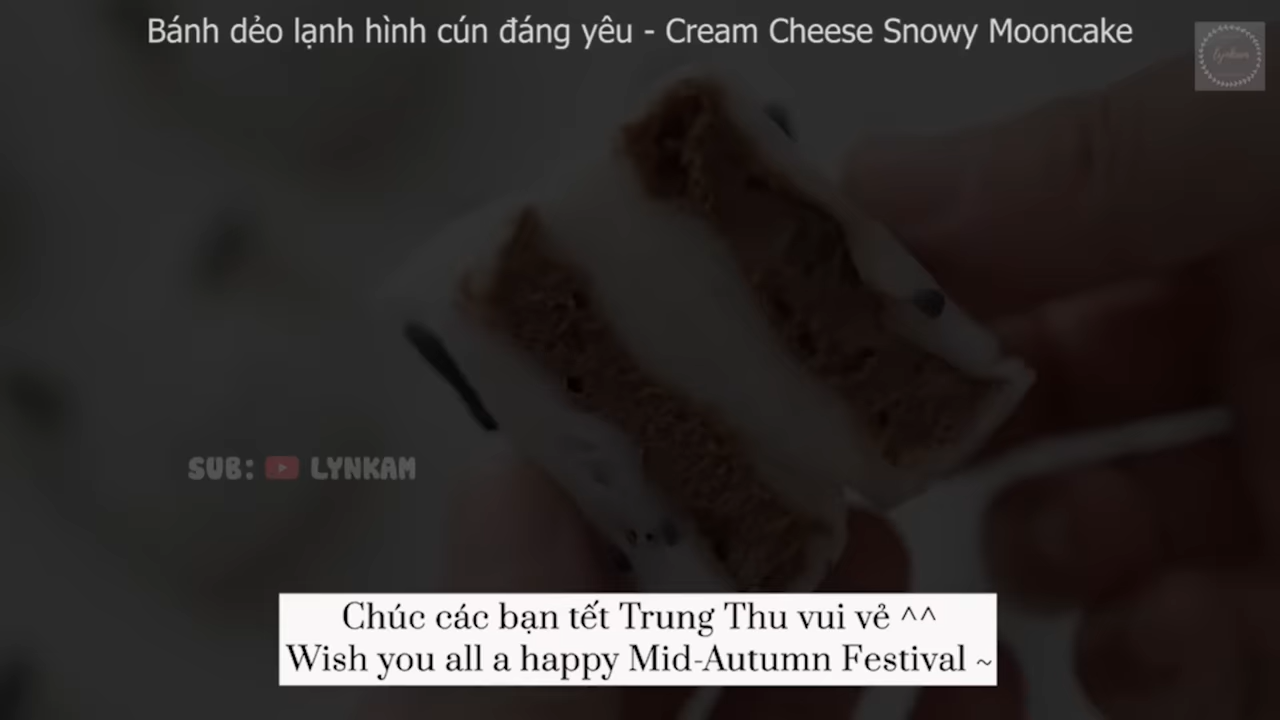 Bánh dẻo lạnh hình cún đáng yêu - Cream Cheese Snowy Mooncake
lynkam
SUB: LYNKAM
Chúc các bạn tết Trung Thu vui vẻ ^^
Wish you all a happy Mid-Autumn Festival ~